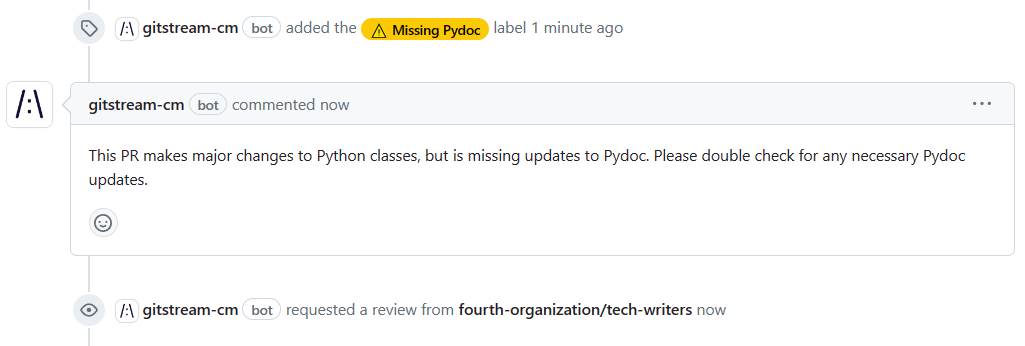 /:\ gitstream-cm bot added the ⚠ Missing Pydoc label 1 minute ago
/:\ gitstream-cm bot commented now ...
This PR makes major changes to Python classes, but is missing updates to Pydoc. Please double check for any necessary Pydoc
updates.
/:\ gitstream-cm bot requested a review from fourth-organization/tech-writers now